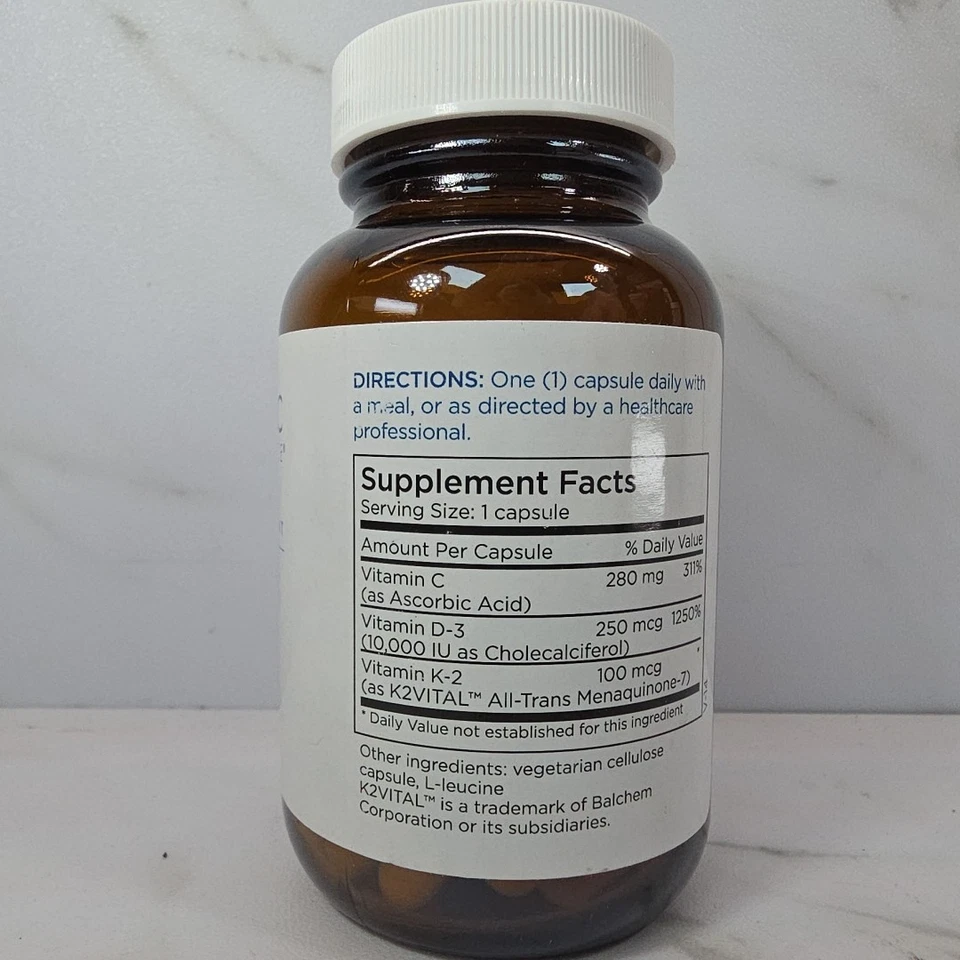 DIRECTIONS: One (1) capsule daily with
a meal, or as directed by a healthcare
professional.
Supplement Facts
Serving Size: 1 capsule
Amount Per Capsule % Daily Value
Vitamin C 280 mg 311%
(as Ascorbic Acid)
Vitamin D-3 250 mcg 1250%
(10,000 IU as Cholecalciferol)
Vitamin K-2 100 mcg *
(as K2VITAL™ All-Trans Menaquinone-7)
* Daily Value not established for this ingredient
Other ingredients: vegetarian cellulose
capsule, L-leucine
K2VITAL™ is a trademark of Balchem
Corporation or its subsidiaries.